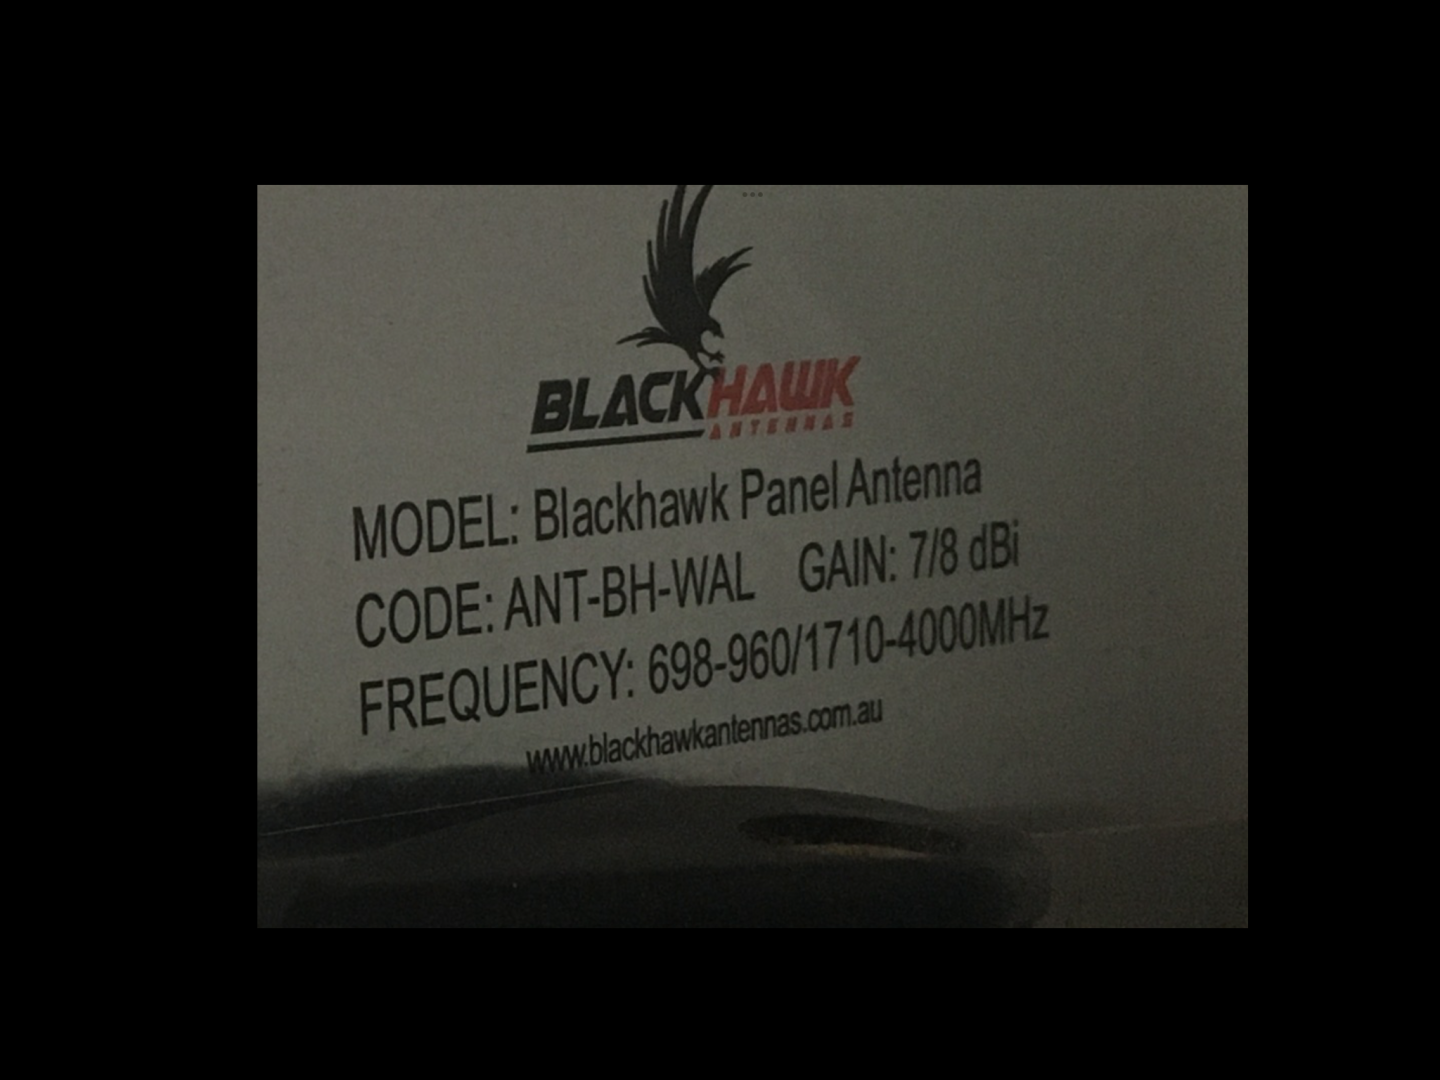 BLACKHAWK
ANTENNAS
MODEL: Blackhawk Panel Antenna
CODE: ANT-BH-WAL GAIN: 7/8 dBi
FREQUENCY: 698-960/1710-4000MHz
www.blackhawkantennas.com.au